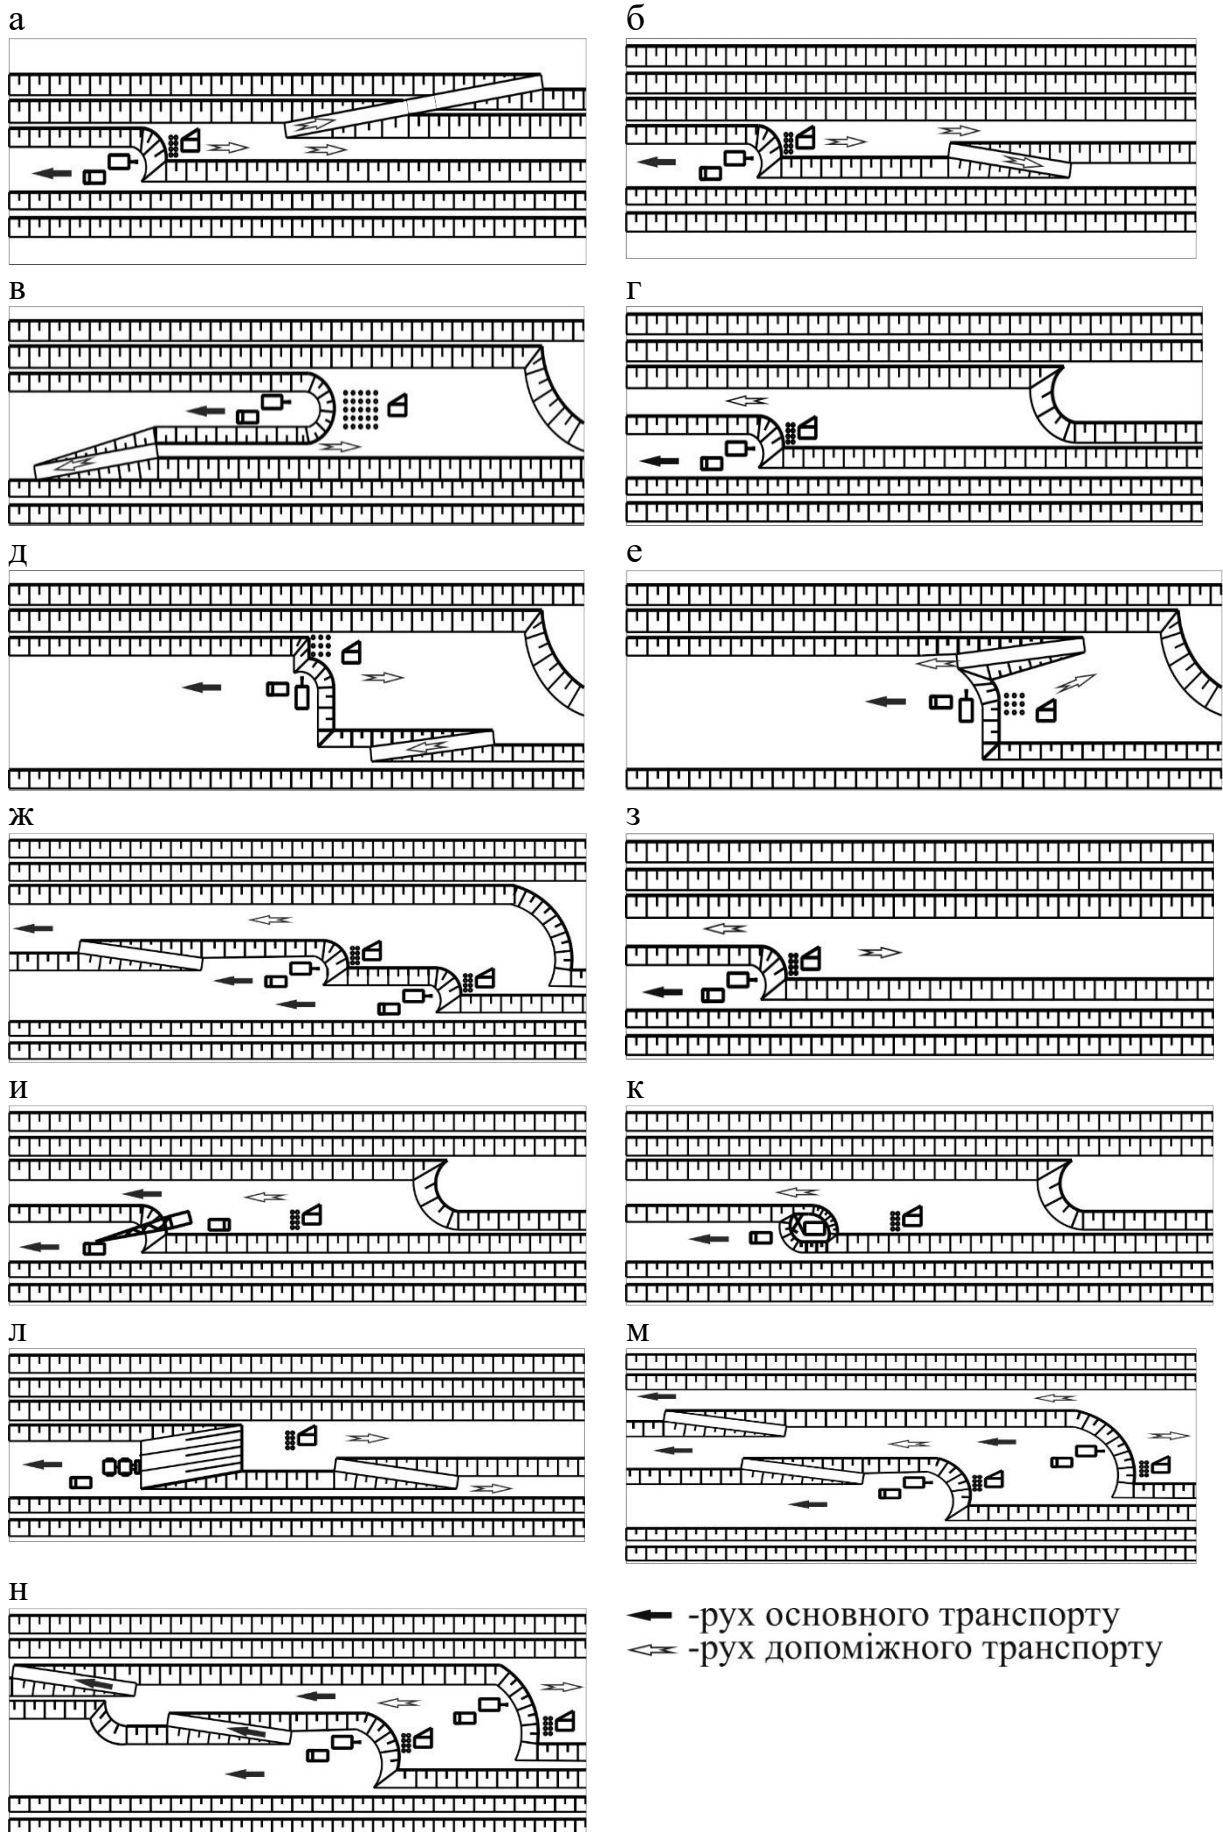 а
б
в
г
д
е
ж
з
и
к
л
м
н
-рух основного транспорту
-рух допоміжного транспорту